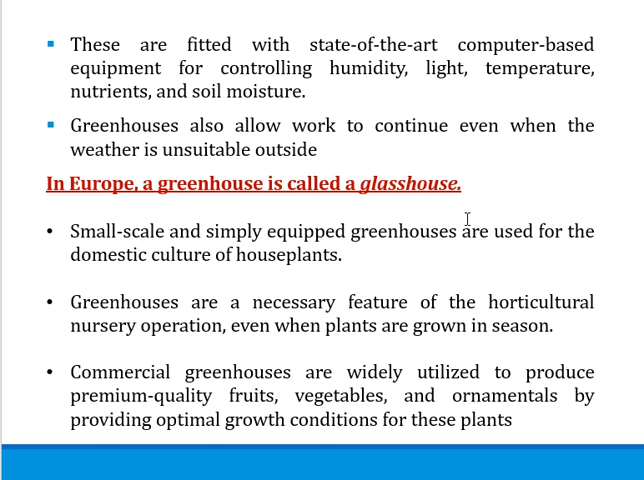 ▪ These are fitted with state-of-the-art computer-based
equipment for controlling humidity, light, temperature,
nutrients, and soil moisture.
▪ Greenhouses also allow work to continue even when the
weather is unsuitable outside
In Europe, a greenhouse is called a glasshouse.
• Small-scale and simply equipped greenhouses are used for the
domestic culture of houseplants.
• Greenhouses are a necessary feature of the horticultural
nursery operation, even when plants are grown in season.
• Commercial greenhouses are widely utilized to produce
premium-quality fruits, vegetables, and ornamentals by
providing optimal growth conditions for these plants